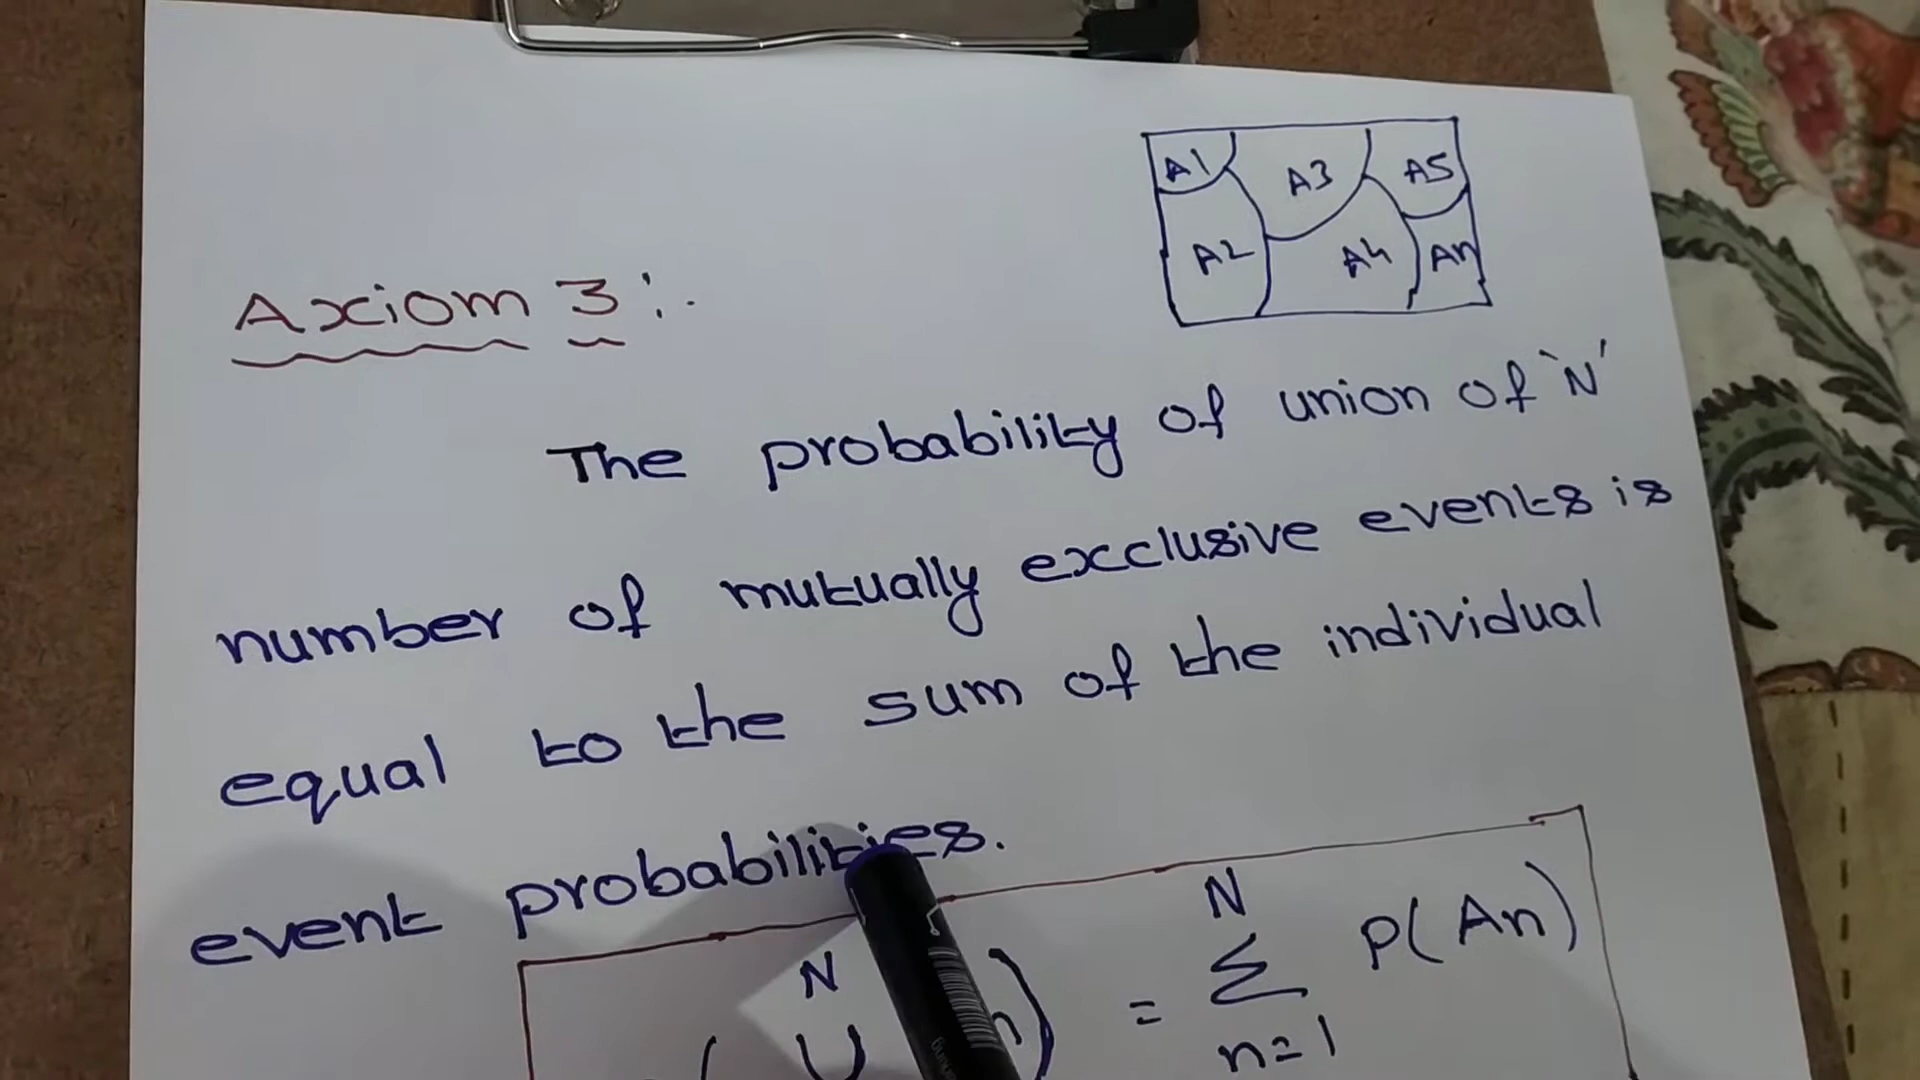 A1 A3 A5
A2 A4 An
Axiom 3:.
The probability of union of 'N'
number of mutually exclusive events is
equal to the sum of the individual
event probabilities.
N N
( U n) = Σ P(An)
n=1